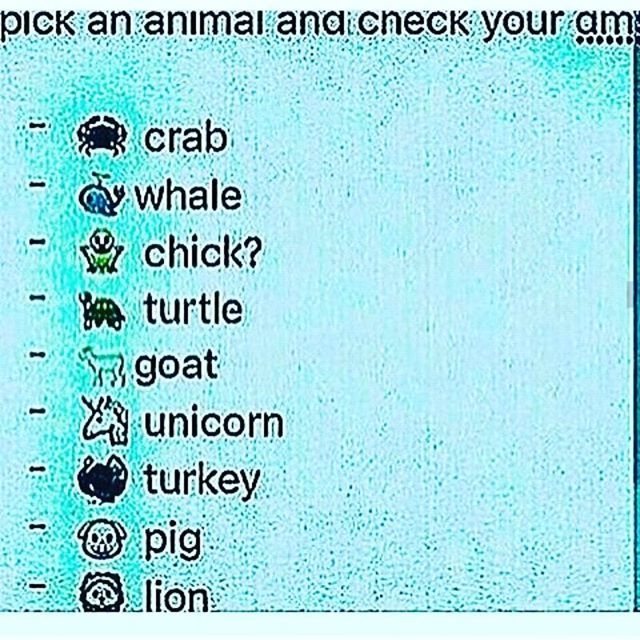 pick an animal and check your dms
- 🦀 crab
- 🐳 whale
- 🐥 chick?
- 🐢 turtle
- 🐐 goat
- 🦄 unicorn
- 🦃 turkey
- 🐷 pig
- 🦁 lion